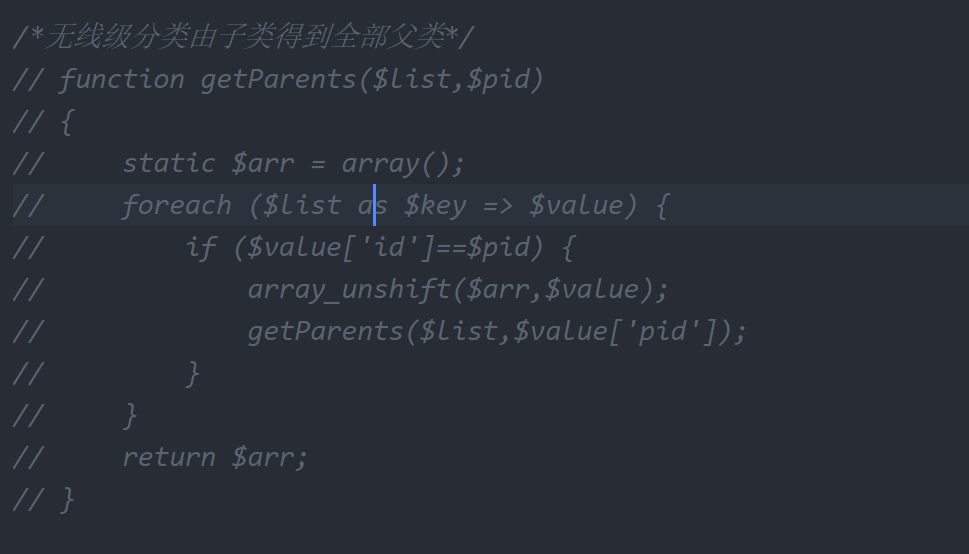 /*无线级分类由子类得到全部父类*/
// function getParents($list,$pid)
// {
//     static $arr = array();
//     foreach ($list as $key => $value) {
//         if ($value['id']==$pid) {
//             array_unshift($arr,$value);
//             getParents($list,$value['pid']);
//         }
//     }
//     return $arr;
// }